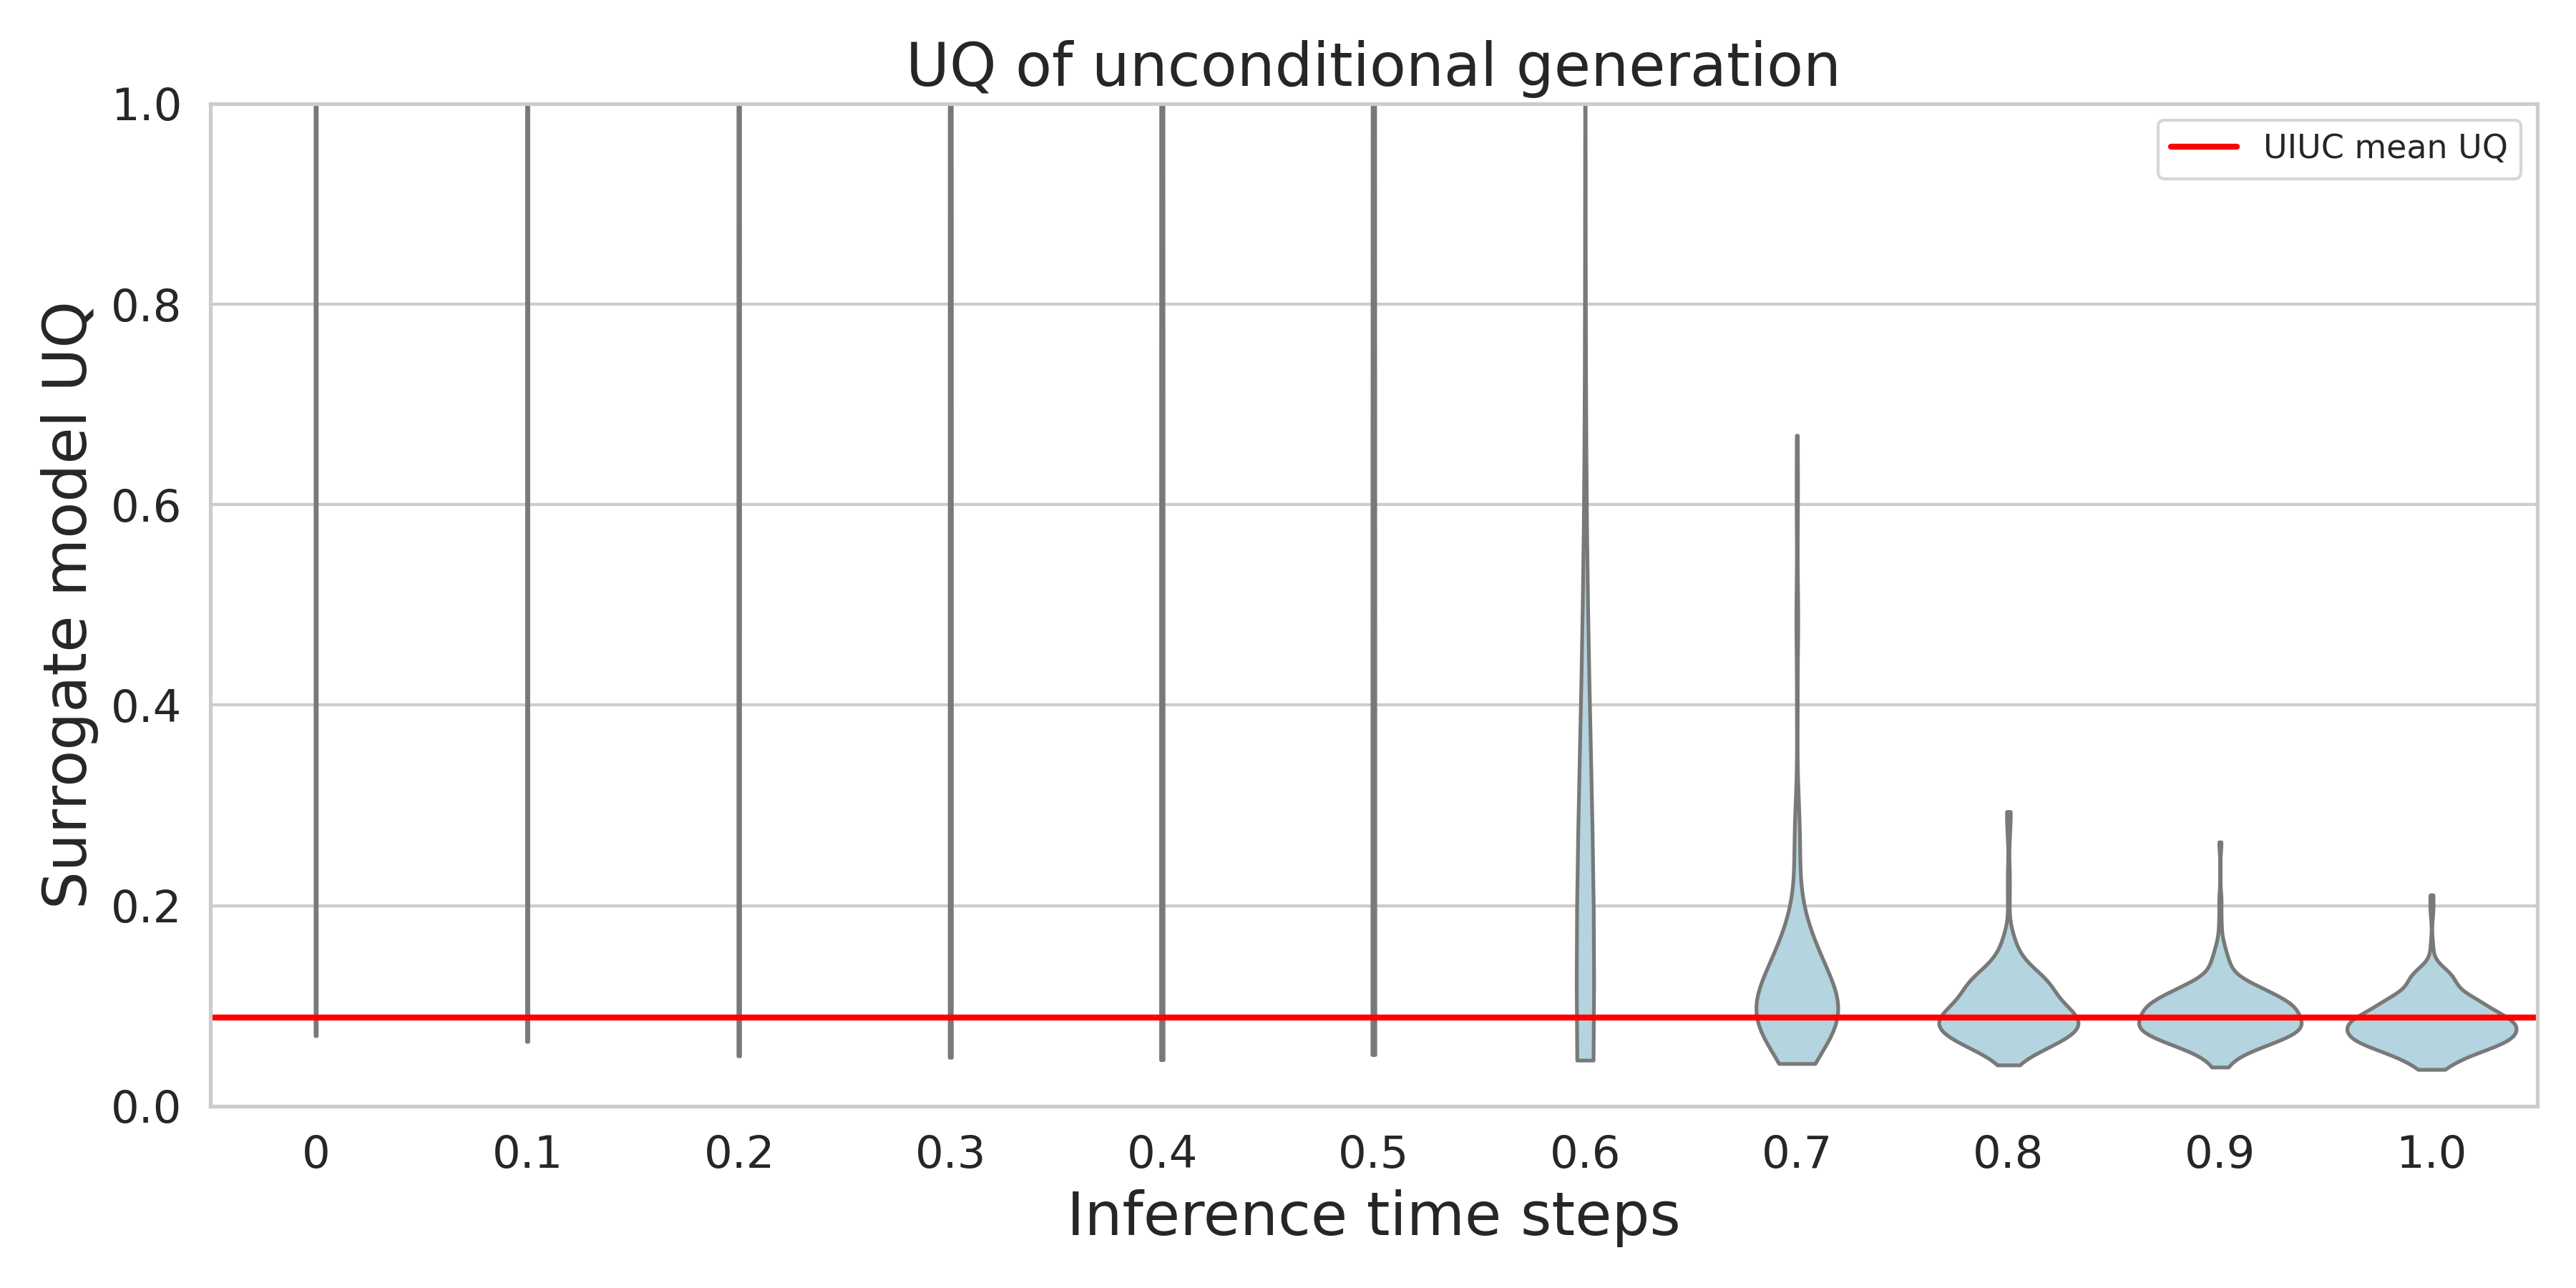 UQ of unconditional generation
UIUC mean UQ
Surrogate model UQ
1.0
0.8
0.6
0.4
0.2
0.0
0 0.1 0.2 0.3 0.4 0.5 0.6 0.7 0.8 0.9 1.0
Inference time steps